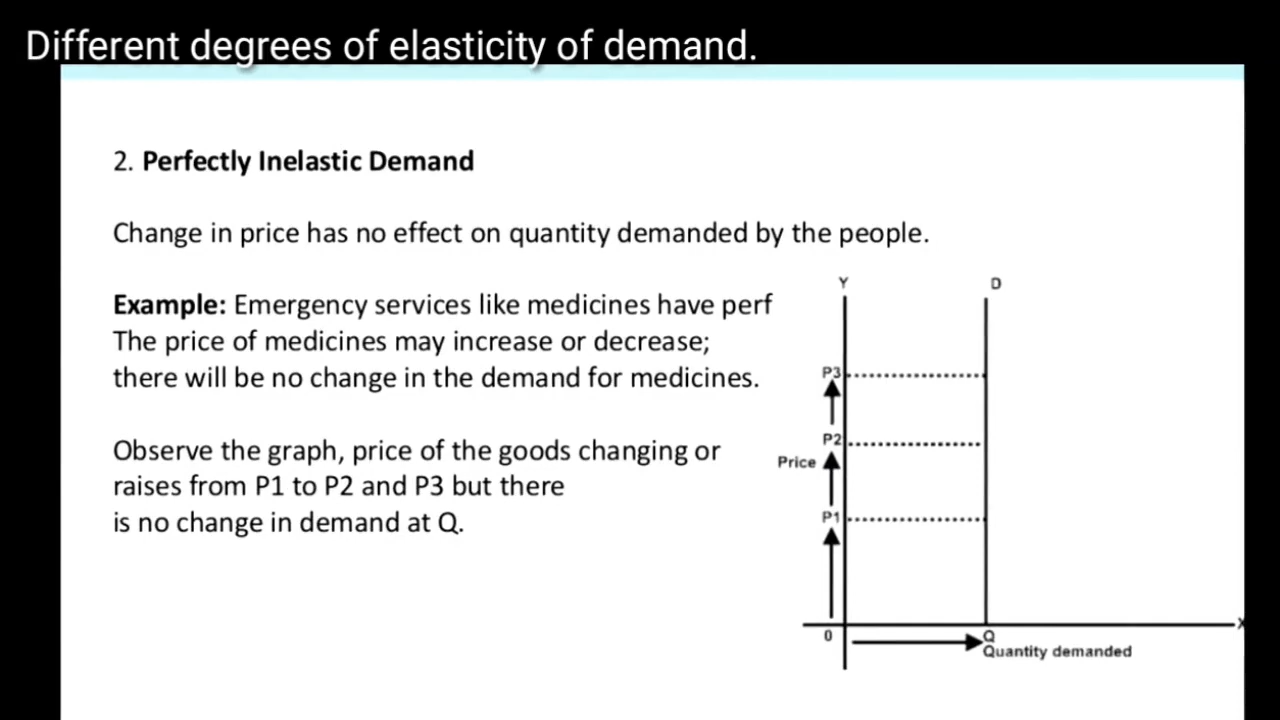 Different degrees of elasticity of demand.
2. Perfectly Inelastic Demand
Change in price has no effect on quantity demanded by the people.
Example: Emergency services like medicines have perf
The price of medicines may increase or decrease;
there will be no change in the demand for medicines.
Observe the graph, price of the goods changing or
raises from P1 to P2 and P3 but there
is no change in demand at Q.
Y
D
P3
P2
Price
P1
X
0
Q
Quantity demanded